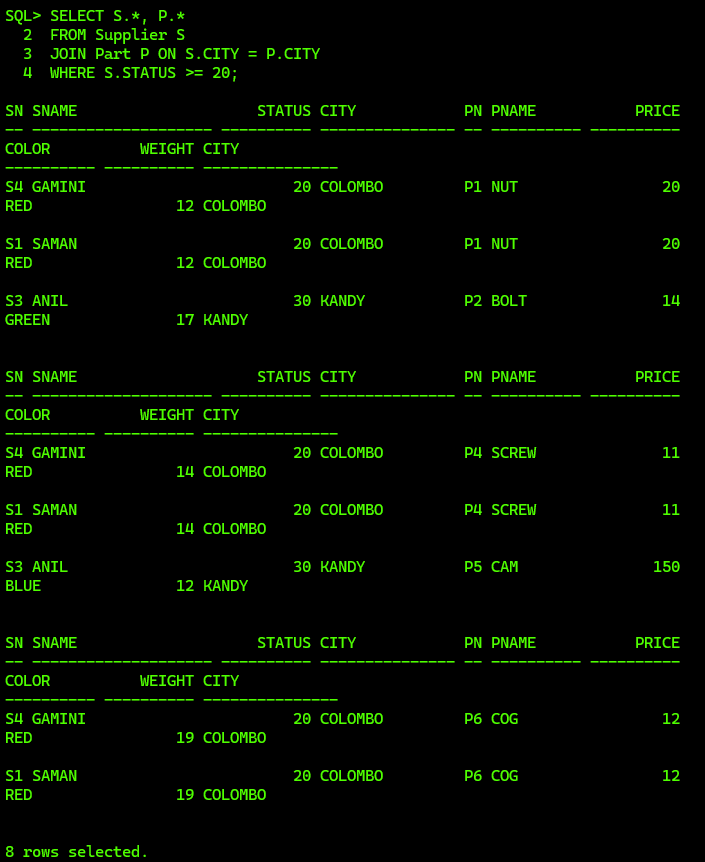 SQL> SELECT S.*, P.*
  2  FROM Supplier S
  3  JOIN Part P ON S.CITY = P.CITY
  4  WHERE S.STATUS >= 20;

SN SNAME                    STATUS CITY            PN PNAME           PRICE
-- -------------------- ---------- --------------- -- ---------- ----------
COLOR          WEIGHT CITY
---------- ---------- ---------------
S4 GAMINI                       20 COLOMBO         P1 NUT                20
RED                12 COLOMBO

S1 SAMAN                        20 COLOMBO         P1 NUT                20
RED                12 COLOMBO

S3 ANIL                         30 KANDY           P2 BOLT               14
GREEN              17 KANDY


SN SNAME                    STATUS CITY            PN PNAME           PRICE
-- -------------------- ---------- --------------- -- ---------- ----------
COLOR          WEIGHT CITY
---------- ---------- ---------------
S4 GAMINI                       20 COLOMBO         P4 SCREW              11
RED                14 COLOMBO

S1 SAMAN                        20 COLOMBO         P4 SCREW              11
RED                14 COLOMBO

S3 ANIL                         30 KANDY           P5 CAM               150
BLUE               12 KANDY


SN SNAME                    STATUS CITY            PN PNAME           PRICE
-- -------------------- ---------- --------------- -- ---------- ----------
COLOR          WEIGHT CITY
---------- ---------- ---------------
S4 GAMINI                       20 COLOMBO         P6 COG                12
RED                19 COLOMBO

S1 SAMAN                        20 COLOMBO         P6 COG                12
RED                19 COLOMBO


8 rows selected.